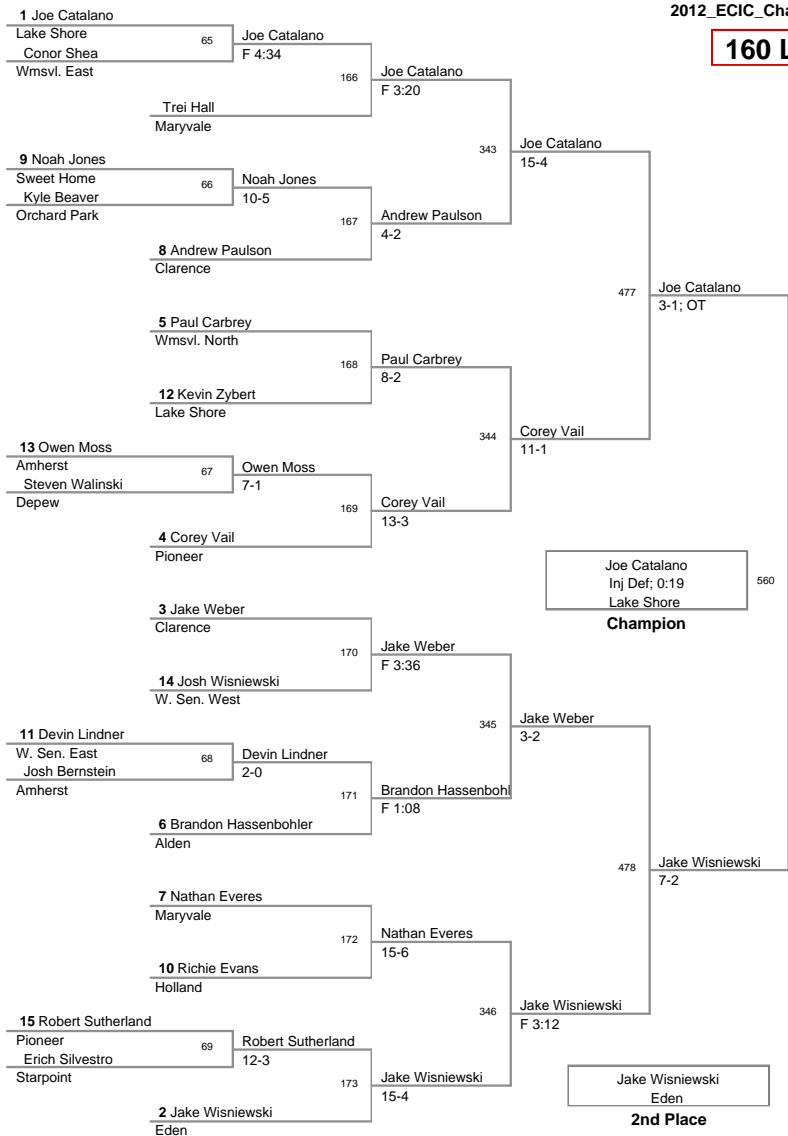 2012_ECIC_Cha
160 L
1 Joe Catalano
Lake Shore
65
Conor Shea
Wmsvl. East
Joe Catalano
F 4:34
166
Trei Hall
Maryvale
Joe Catalano
F 3:20
9 Noah Jones
Sweet Home
66
Kyle Beaver
Orchard Park
Noah Jones
10-5
167
8 Andrew Paulson
Clarence
Andrew Paulson
4-2
343
Joe Catalano
15-4
5 Paul Carbrey
Wmsvl. North
168
12 Kevin Zybert
Lake Shore
Paul Carbrey
8-2
13 Owen Moss
Amherst
67
Steven Walinski
Depew
Owen Moss
7-1
169
4 Corey Vail
Pioneer
Corey Vail
13-3
344
Corey Vail
11-1
477
Joe Catalano
3-1; OT
Joe Catalano
Inj Def; 0:19
Lake Shore
560
Champion
3 Jake Weber
Clarence
170
14 Josh Wisniewski
W. Sen. West
Jake Weber
F 3:36
11 Devin Lindner
W. Sen. East
68
Josh Bernstein
Amherst
Devin Lindner
2-0
171
6 Brandon Hassenbohler
Alden
Brandon Hassenbohl
F 1:08
345
Jake Weber
3-2
7 Nathan Everes
Maryvale
172
10 Richie Evans
Holland
Nathan Everes
15-6
15 Robert Sutherland
Pioneer
69
Erich Silvestro
Starpoint
Robert Sutherland
12-3
173
2 Jake Wisniewski
Eden
Jake Wisniewski
15-4
346
Jake Wisniewski
F 3:12
478
Jake Wisniewski
7-2
Jake Wisniewski
Eden
2nd Place